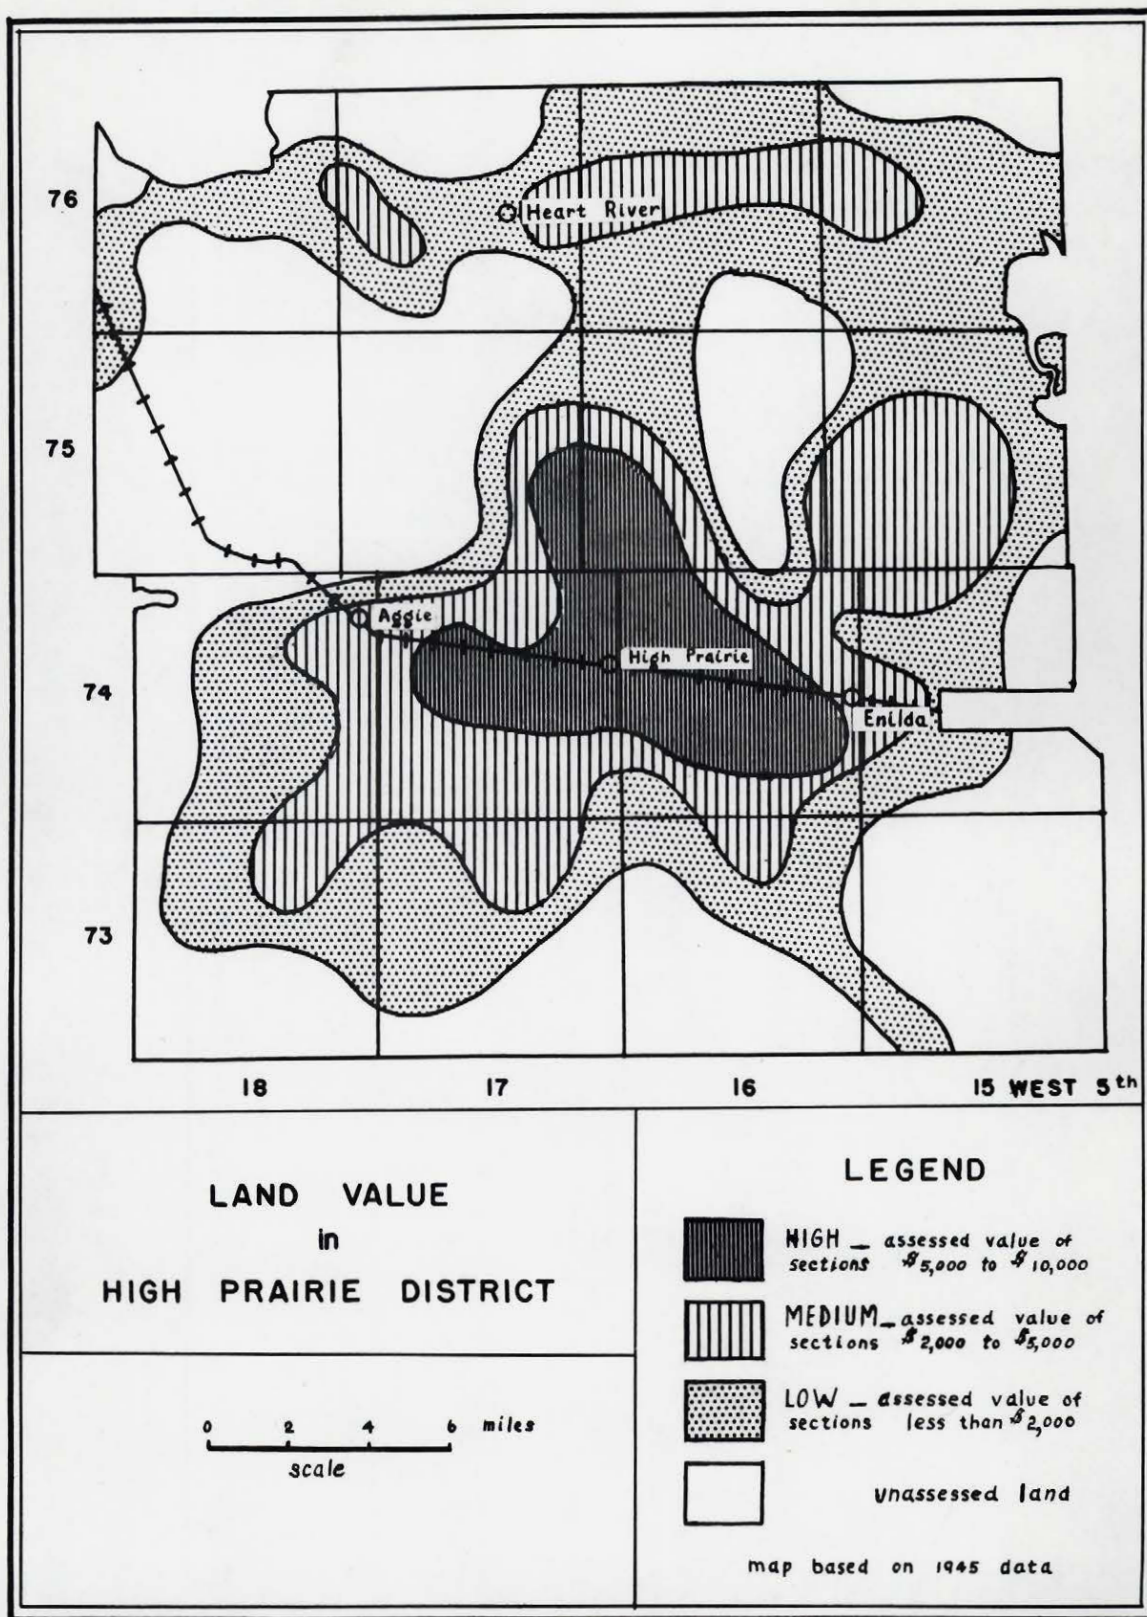 76
Heart River
75
Aggie
High Prairie
74
Enilda
73
18 17 16 15 WEST 5th
LAND VALUE
in
HIGH PRAIRIE DISTRICT
0 2 4 6 miles
scale
LEGEND
HIGH — assessed value of
sections $5,000 to $10,000
MEDIUM — assessed value of
sections $2,000 to $5,000
LOW — assessed value of
sections less than $2,000
unassessed land
map based on 1945 data